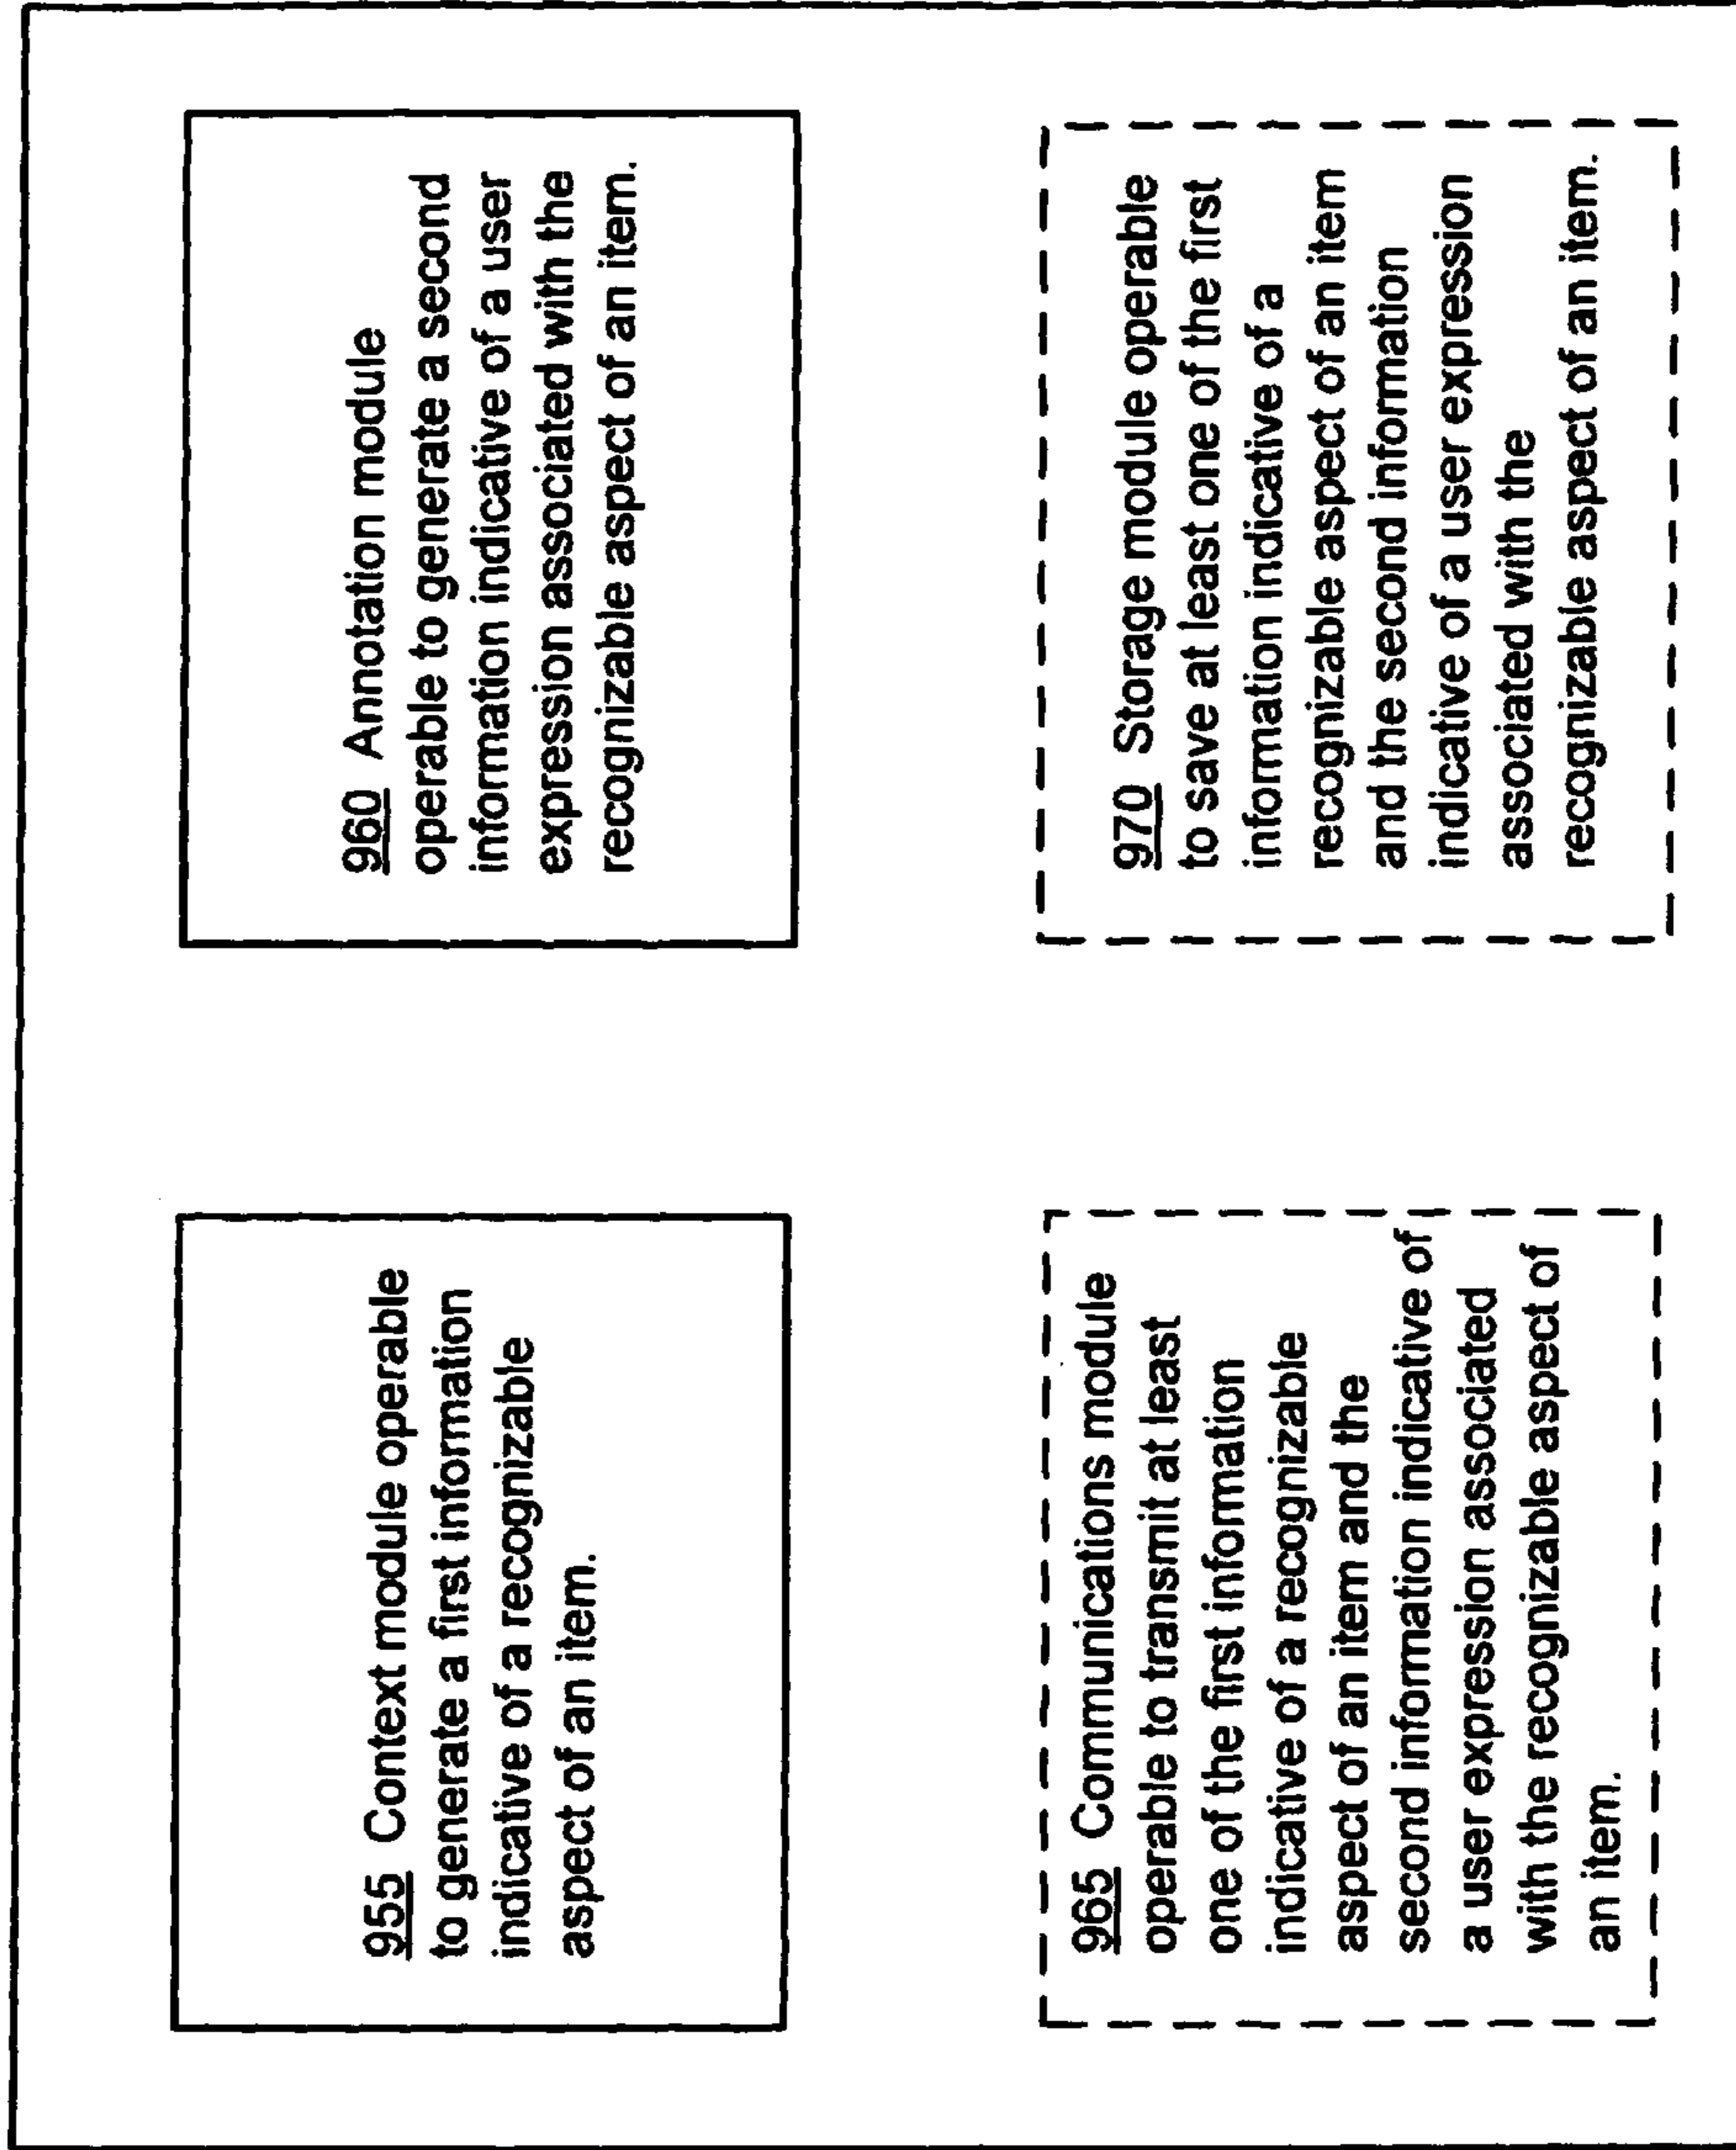 955 Context module operable
to generate a first information
indicative of a recognizable
aspect of an item.
960 Annotation module
operable to generate a second
information indicative of a user
expression associated with the
recognizable aspect of an item.
965 Communications module
operable to transmit at least
one of the first information
indicative of a recognizable
aspect of an item and the
second information indicative of
a user expression associated
with the recognizable aspect of
an item.
970 Storage module operable
to save at least one of the first
information indicative of a
recognizable aspect of an item
and the second information
indicative of a user expression
associated with the
recognizable aspect of an item.